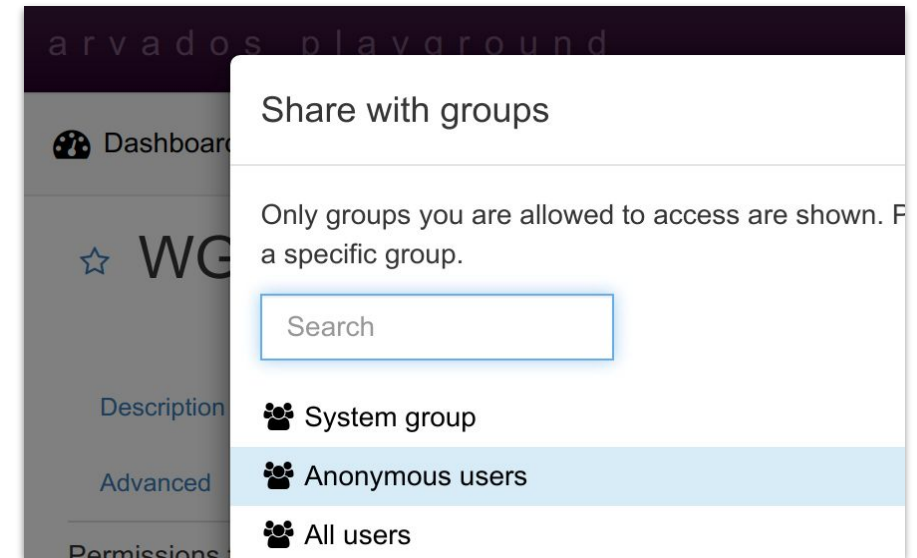 arvados playground
Share with groups
Dashboard
Only groups you are allowed to access are shown. P
a specific group.
WG
Search
Description
System group
Anonymous users
Advanced
All users
Permissions